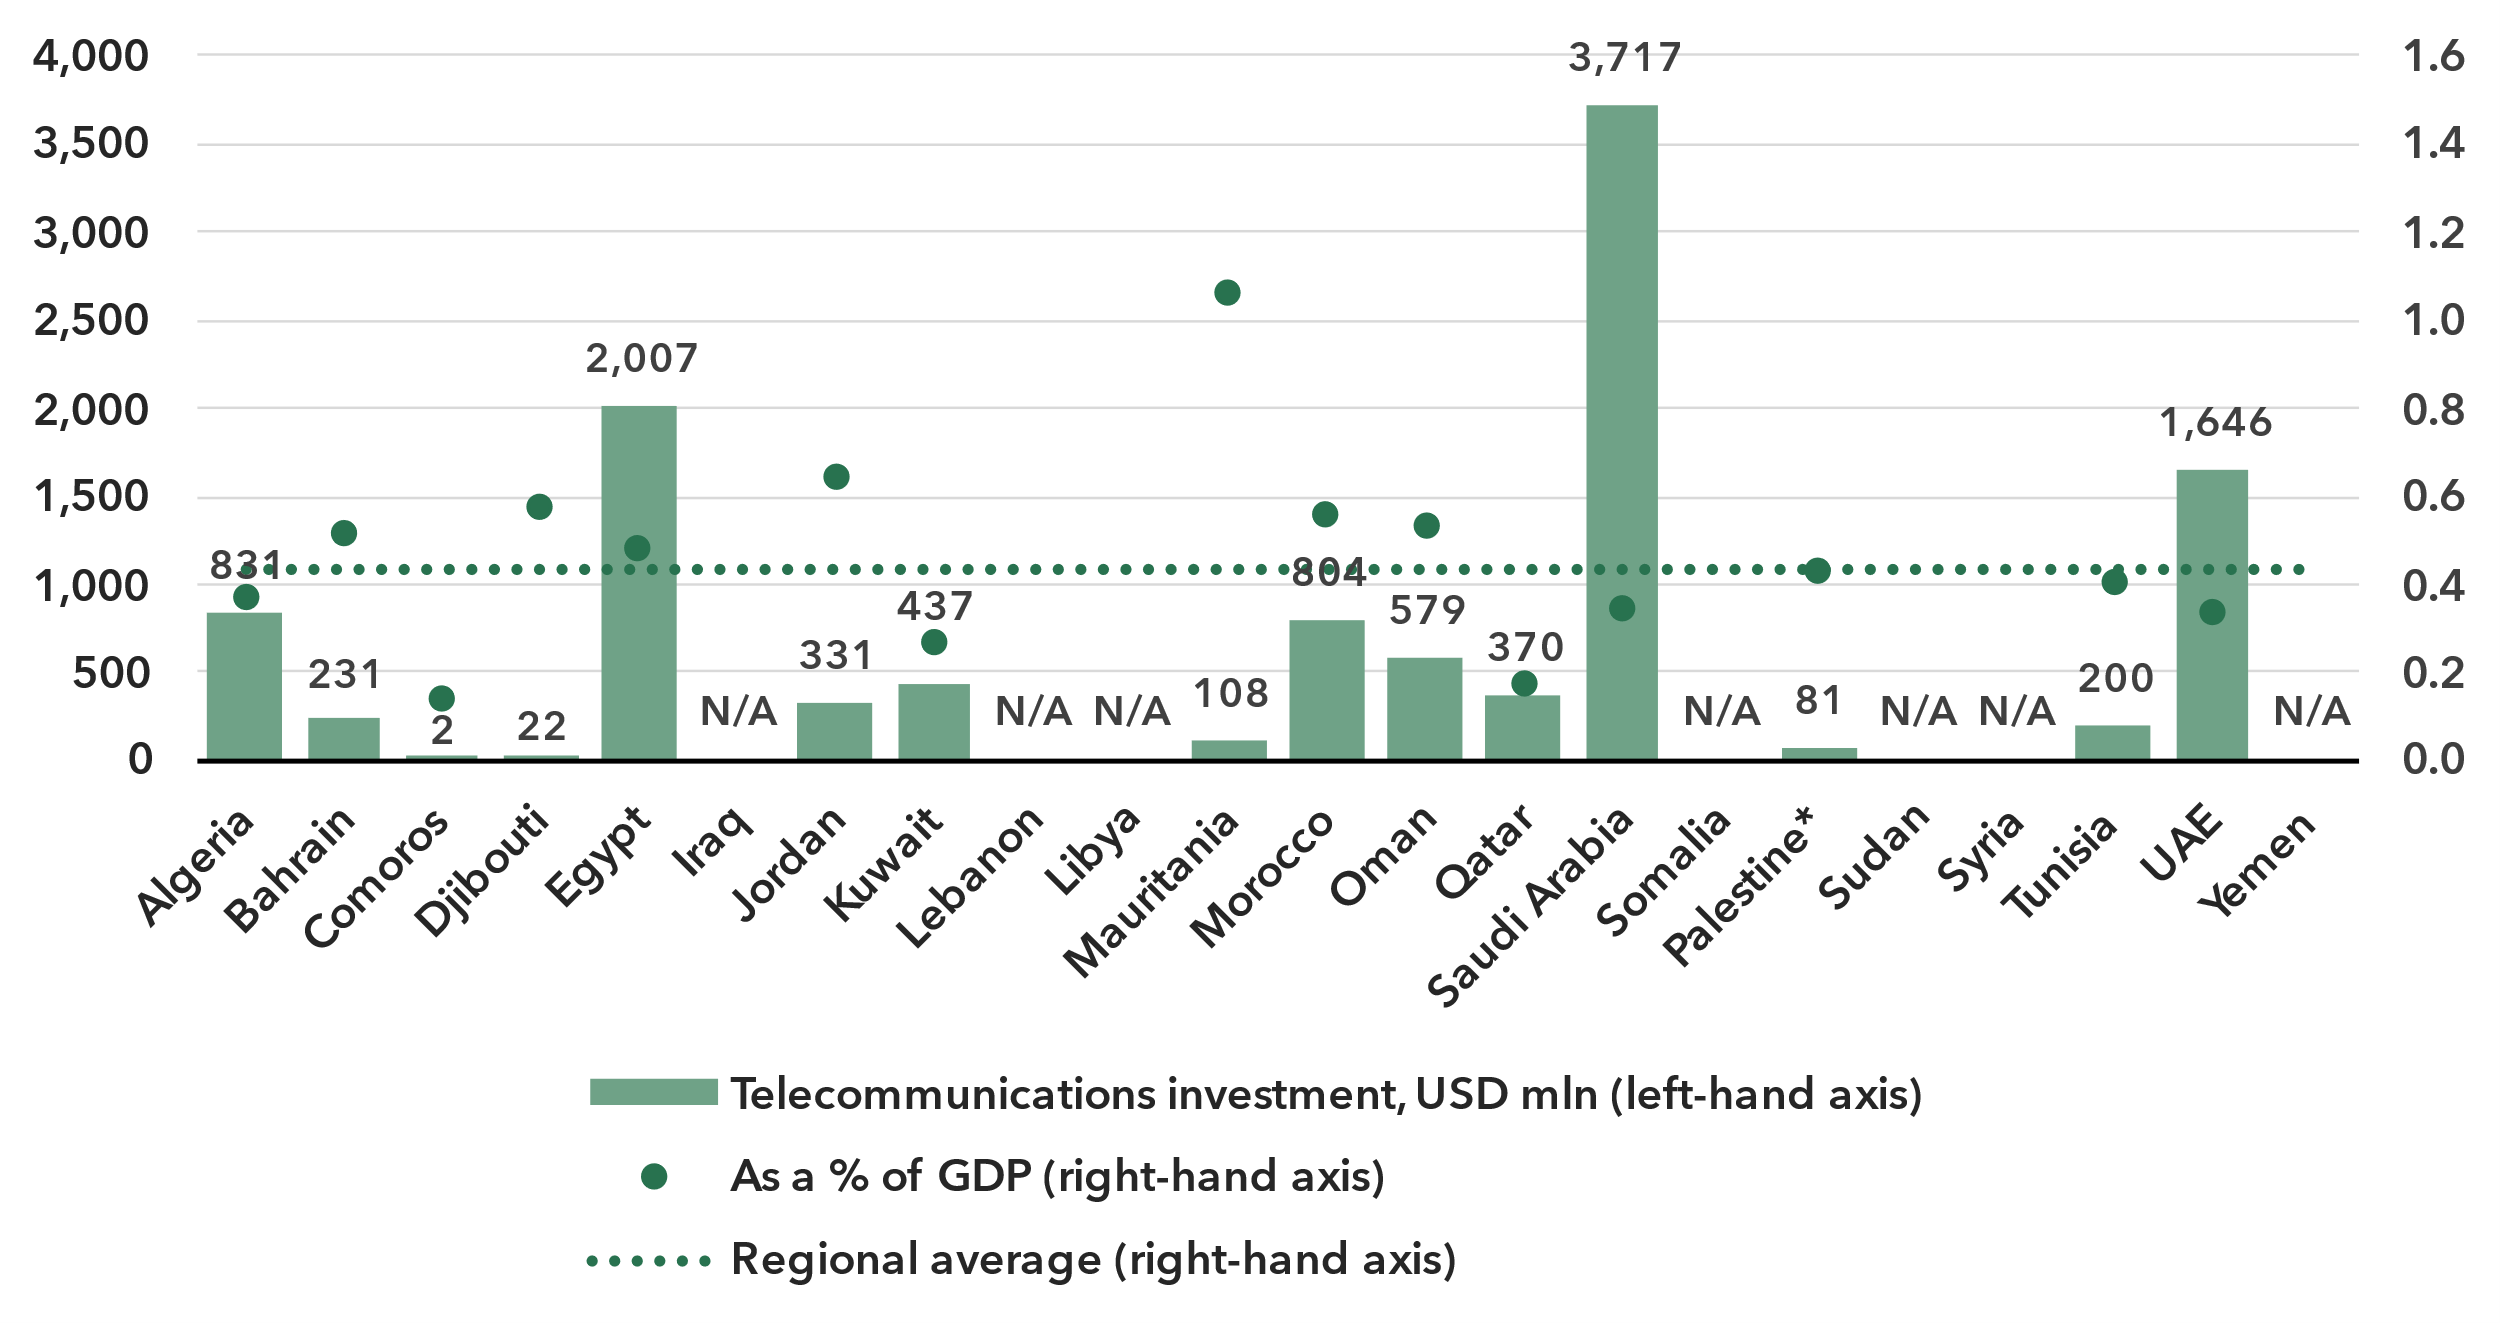 4,000
3,500
3,000
2,500
2,000
1,500
1,000
500
0
1.6
1.4
1.2
1.0
0.8
0.6
0.4
0.2
0.0
831
231
2
22
2,007
N/A
331
437
N/A
N/A
108
804
579
370
3,717
N/A
81
N/A
N/A
200
1,646
N/A
Algeria
Bahrain
Comoros
Djibouti
Egypt
Iraq
Jordan
Kuwait
Lebanon
Libya
Mauritania
Morocco
Oman
Qatar
Saudi Arabia
Somalia
Palestine*
Sudan
Syria
Tunisia
UAE
Yemen
Telecommunications investment, USD mln (left-hand axis)
As a % of GDP (right-hand axis)
Regional average (right-hand axis)